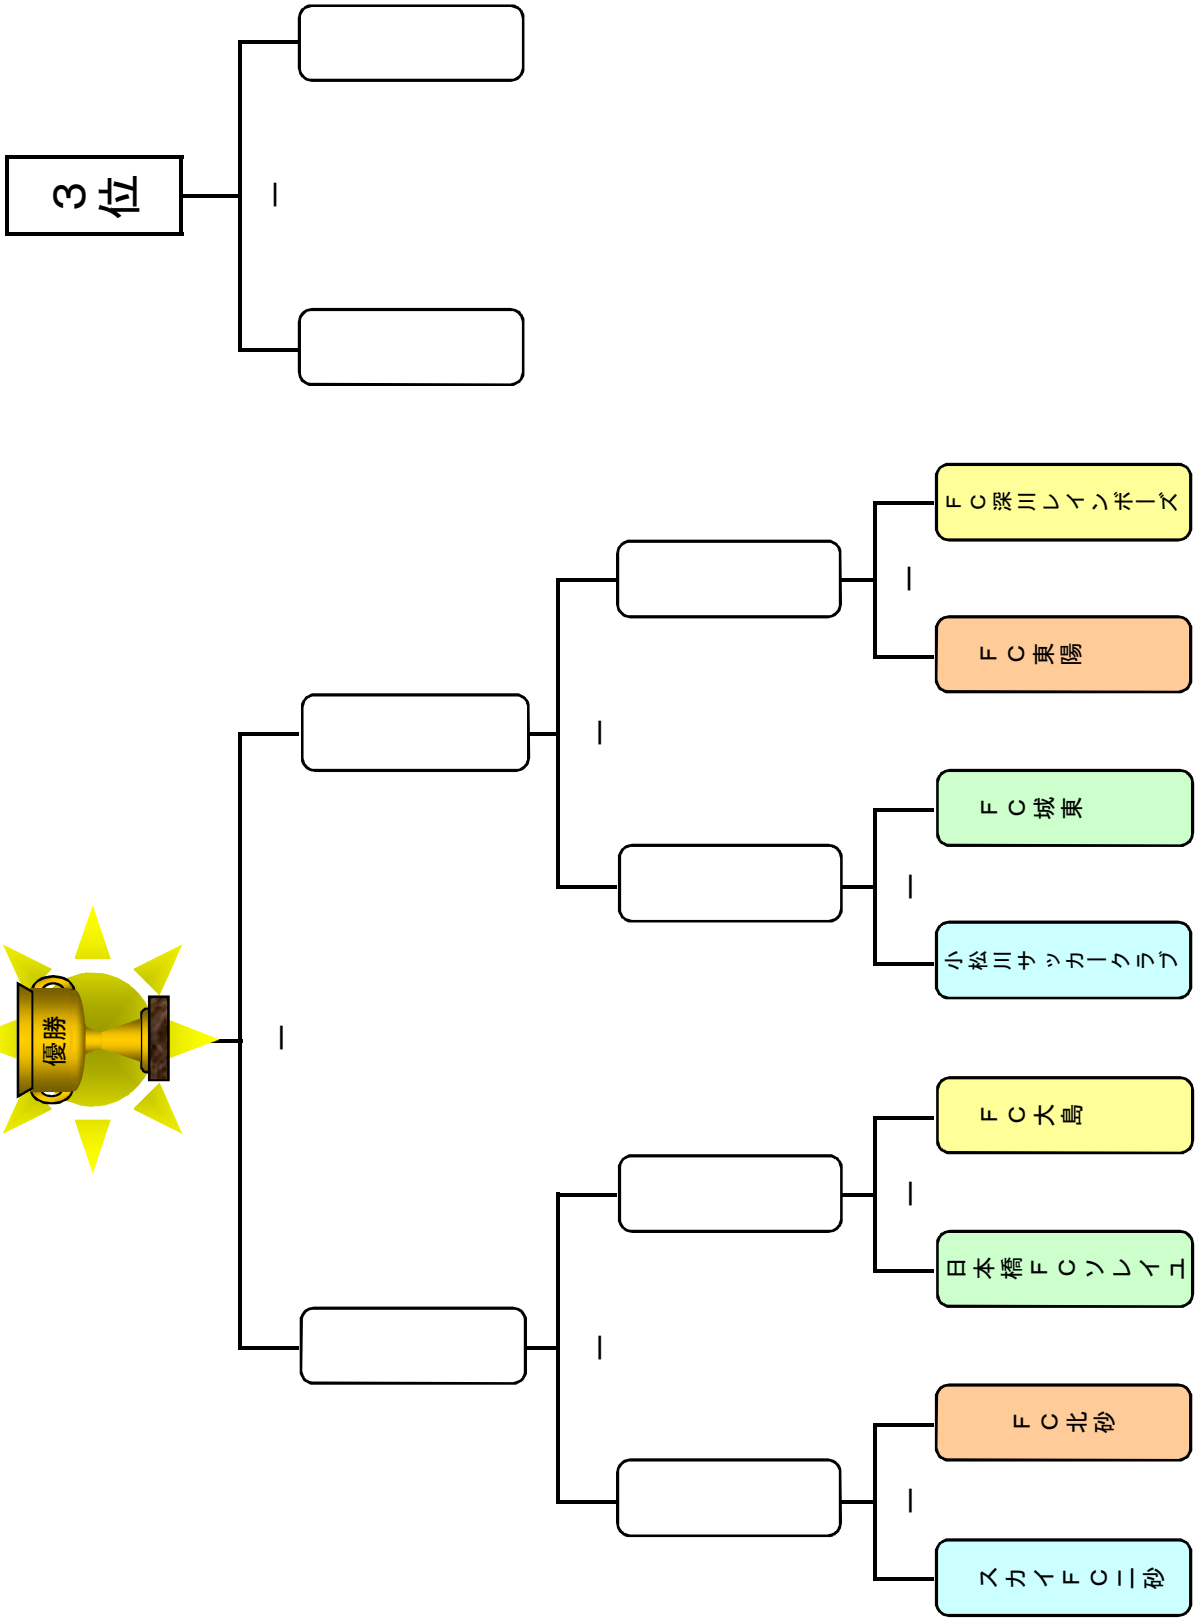 3位
優勝
FC深川レインボーズ
FC東陽
FC城東
小松川サッカークラブ
FC大島
日本橋FCソレイユ
FC北砂
スカイFC二砂